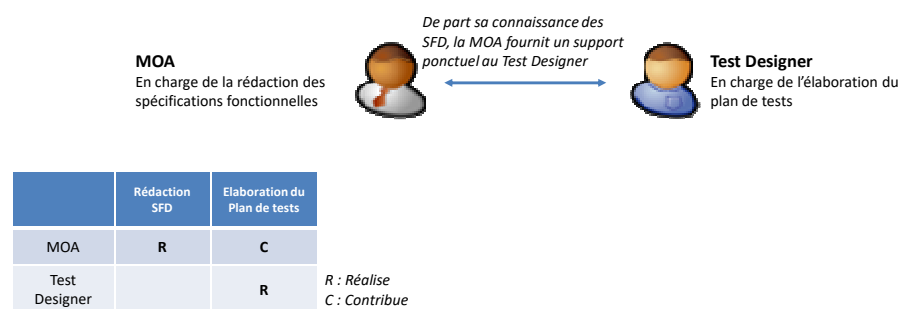 De part sa connaissance des
SFD, la MOA fournit un support
ponctuel au Test Designer
MOA
En charge de la rédaction des
spécifications fonctionnelles
Test Designer
En charge de l'élaboration du
plan de tests
Rédaction
SFD
Elaboration du
Plan de tests
MOA
R
C
Test
Designer
R
R : Réalise
C : Contribue